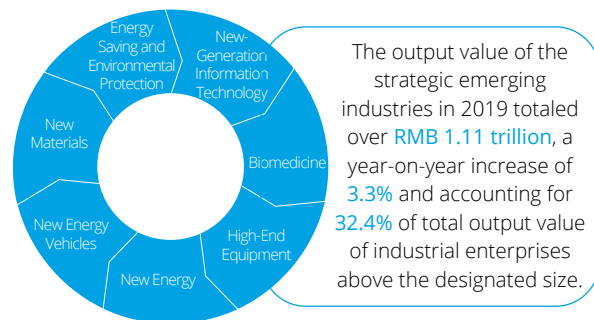 Energy
Saving and
Environmental
Protection
New-
Generation
Information
Technology
Biomedicine
High-End
Equipment
New Energy
New Energy
Vehicles
New
Materials
The output value of the
strategic emerging
industries in 2019 totaled
over RMB 1.11 trillion, a
year-on-year increase of
3.3% and accounting for
32.4% of total output value
of industrial enterprises
above the designated size.